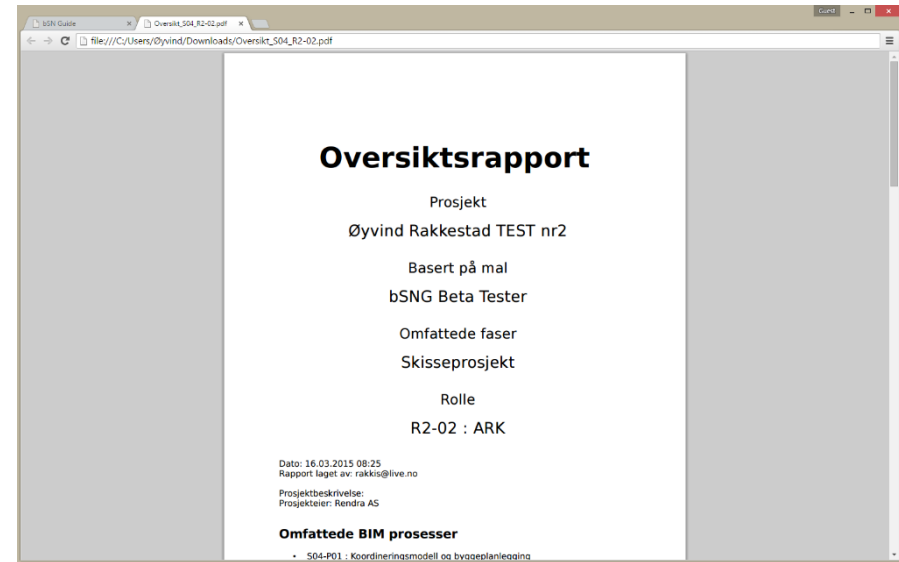 Guest
bSN Guide
Oversikt_S04_R2-02.pdf
file:///C:/Users/Øyvind/Downloads/Oversikt_S04_R2-02.pdf
Oversiktsrapport
Prosjekt
Øyvind Rakkestad TEST nr2
Basert på mal
bSNG Beta Tester
Omfattede faser
Skisseprosjekt
Rolle
R2-02 : ARK
Dato: 16.03.2015 08:25
Rapport laget av: rakkis@live.no
Prosjektbeskrivelse:
Prosjekteier: Rendra AS
Omfattede BIM prosesser
• S04-P01 : Koordineringsmodell og byggeplanlegging